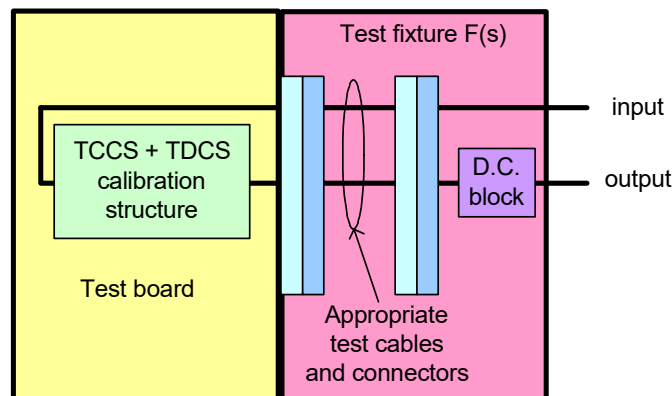 Test fixture F(s)
input
TCCS + TDCS
calibration
structure
D.C.
block
output
Test board
Appropriate
test cables
and connectors